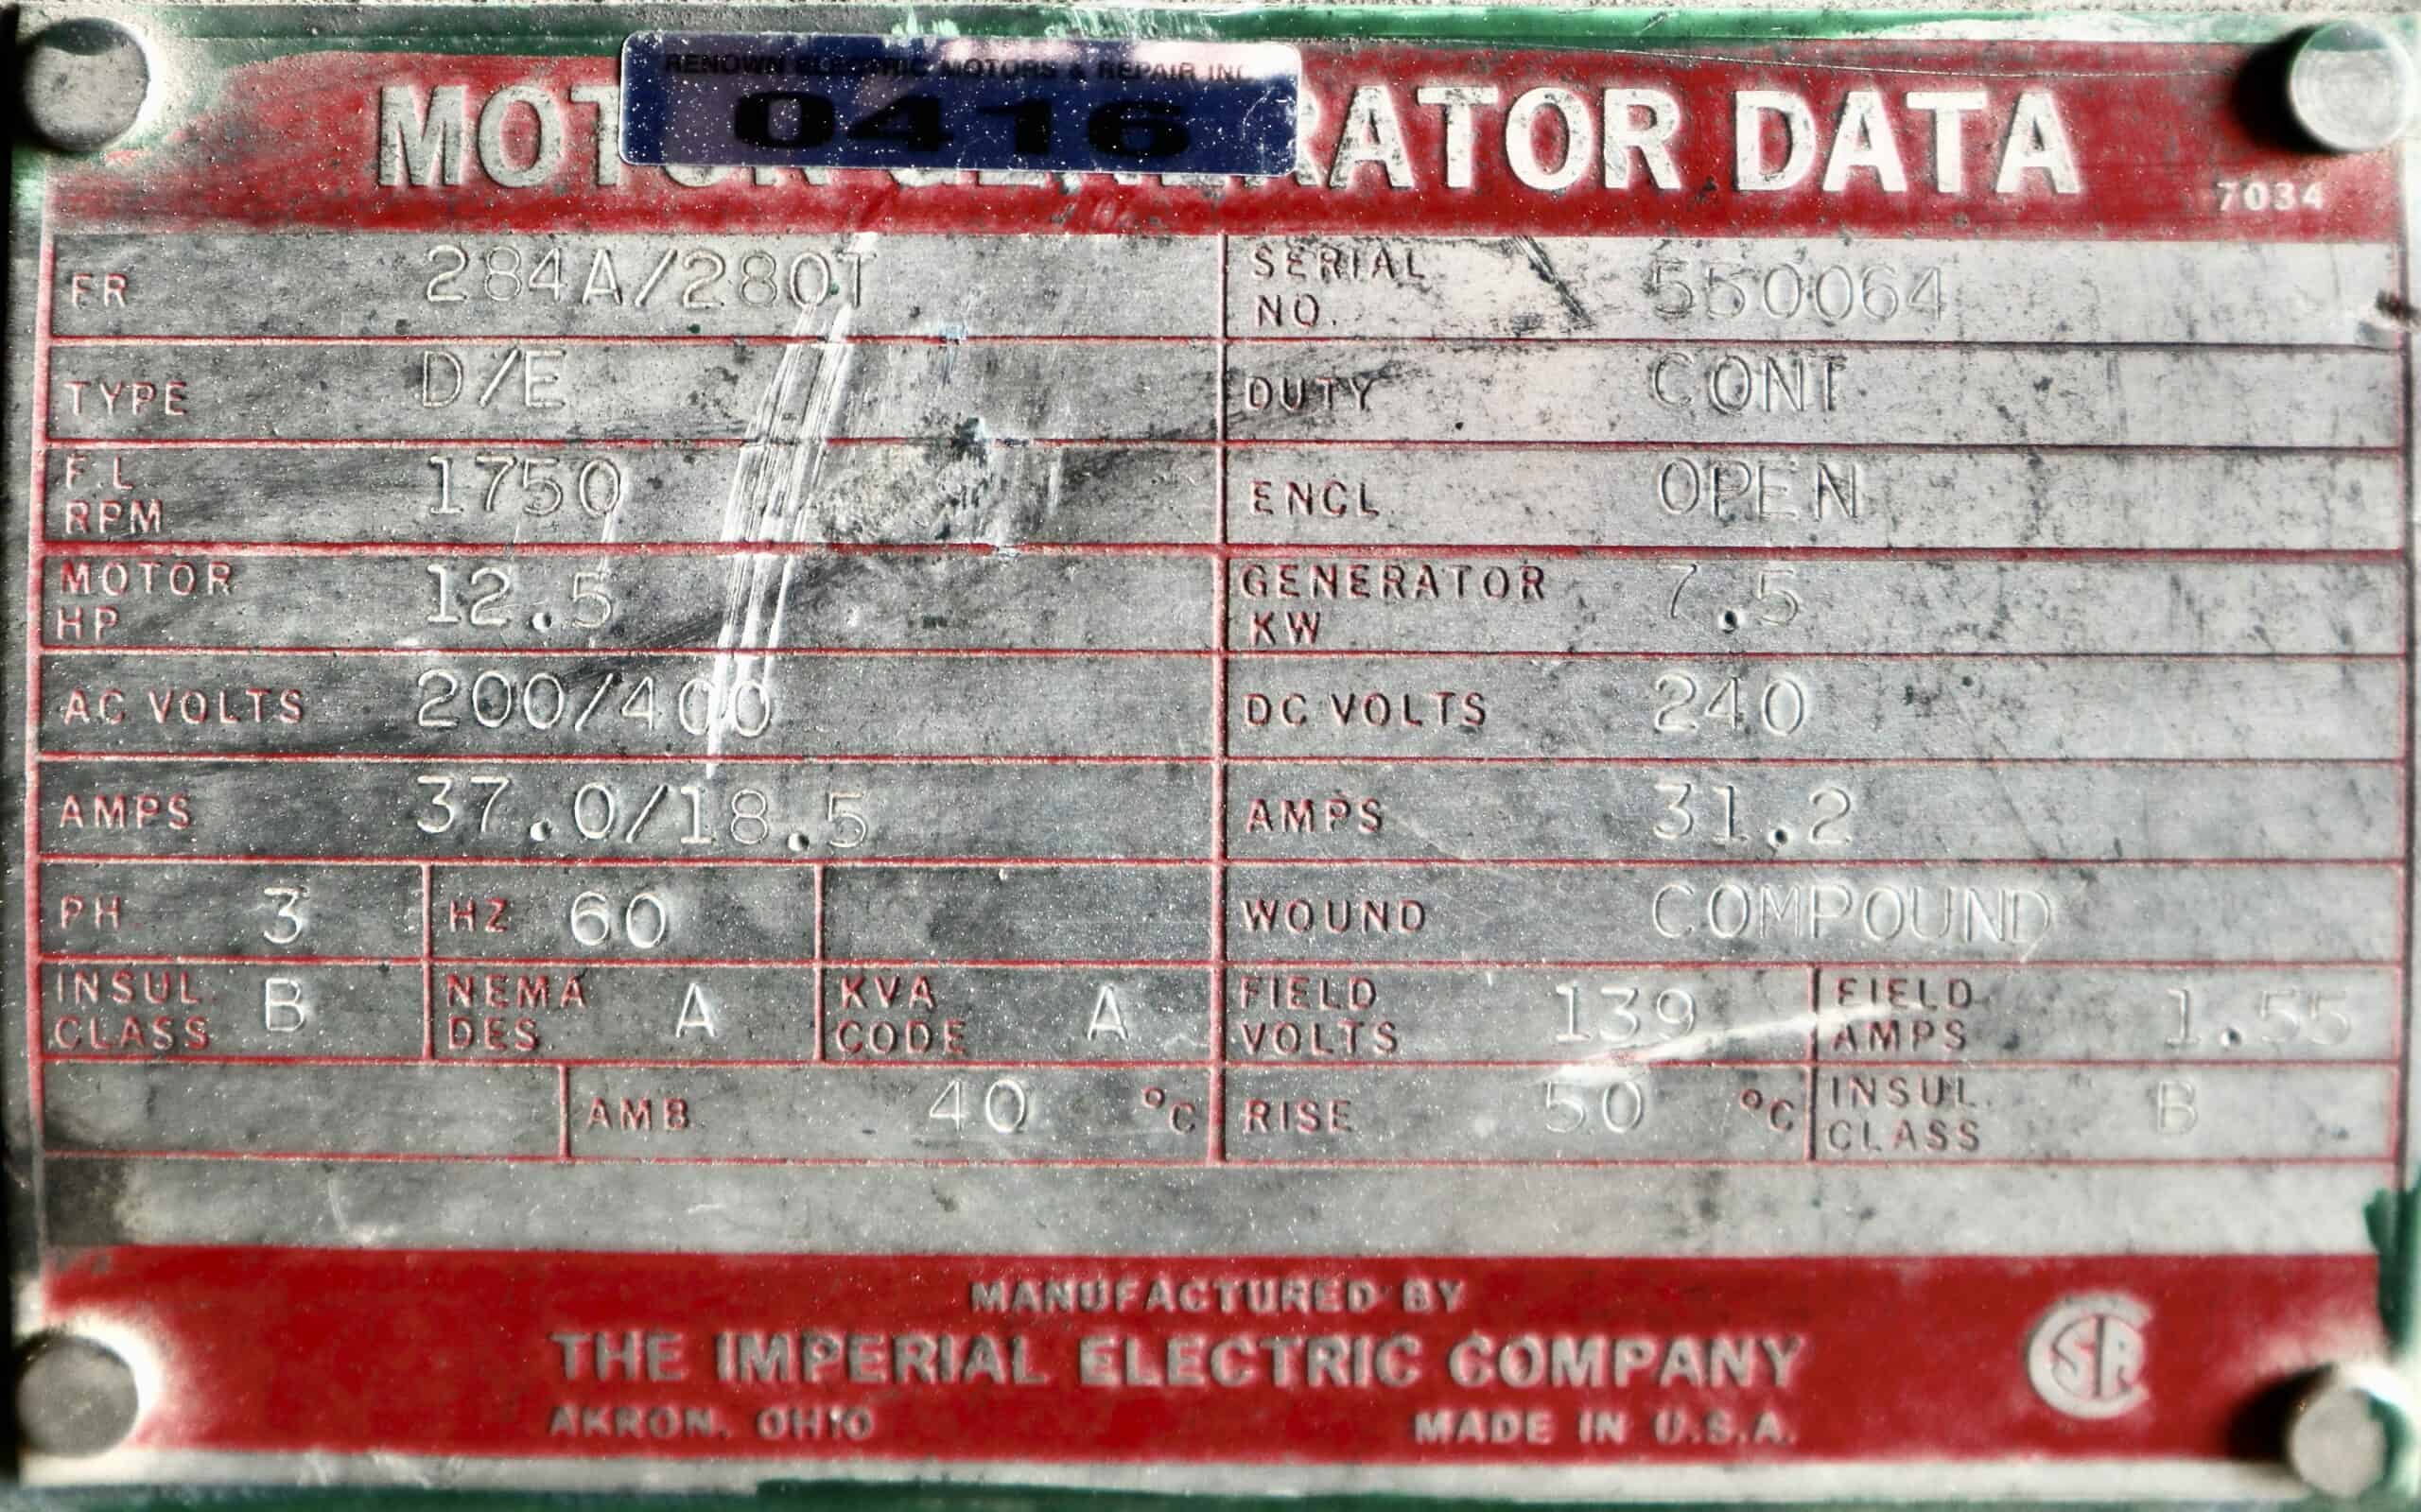 RENOWN ELECTRIC MOTORS & REPAIR INC.
0416
MOTOR GENERATOR DATA
7034
FR 284A/280T SERIAL NO. 550064
TYPE D/E DUTY CONT
F.L. RPM 1750 ENCL. OPEN
MOTOR HP 12.5 GENERATOR KW 7.5
AC VOLTS 200/400 DC VOLTS 240
AMPS 37.0/18.5 AMPS 31.2
PH 3 HZ 60 WOUND COMPOUND
INSUL. CLASS B NEMA DES. A KVA CODE A FIELD VOLTS 139 FIELD AMPS 1.55
AMB. 40 °C RISE 50 °C INSUL. CLASS B
MANUFACTURED BY
THE IMPERIAL ELECTRIC COMPANY
AKRON, OHIO MADE IN U.S.A.
CSA